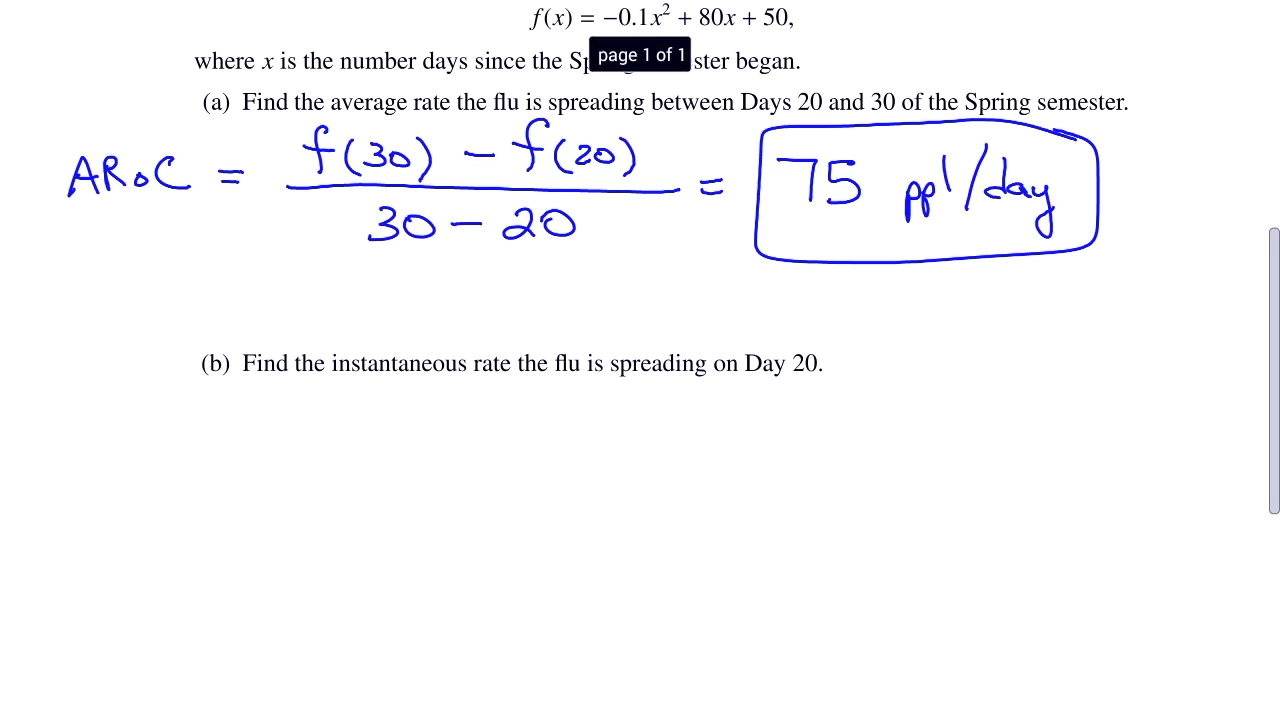 f(x) = −0.1x² + 80x + 50,
where x is the number days since the Sp ster began.
page 1 of 1
(a) Find the average rate the flu is spreading between Days 20 and 30 of the Spring semester.
ARoC = f(30) − f(20) / 30 − 20 = 75 ppl/day
(b) Find the instantaneous rate the flu is spreading on Day 20.